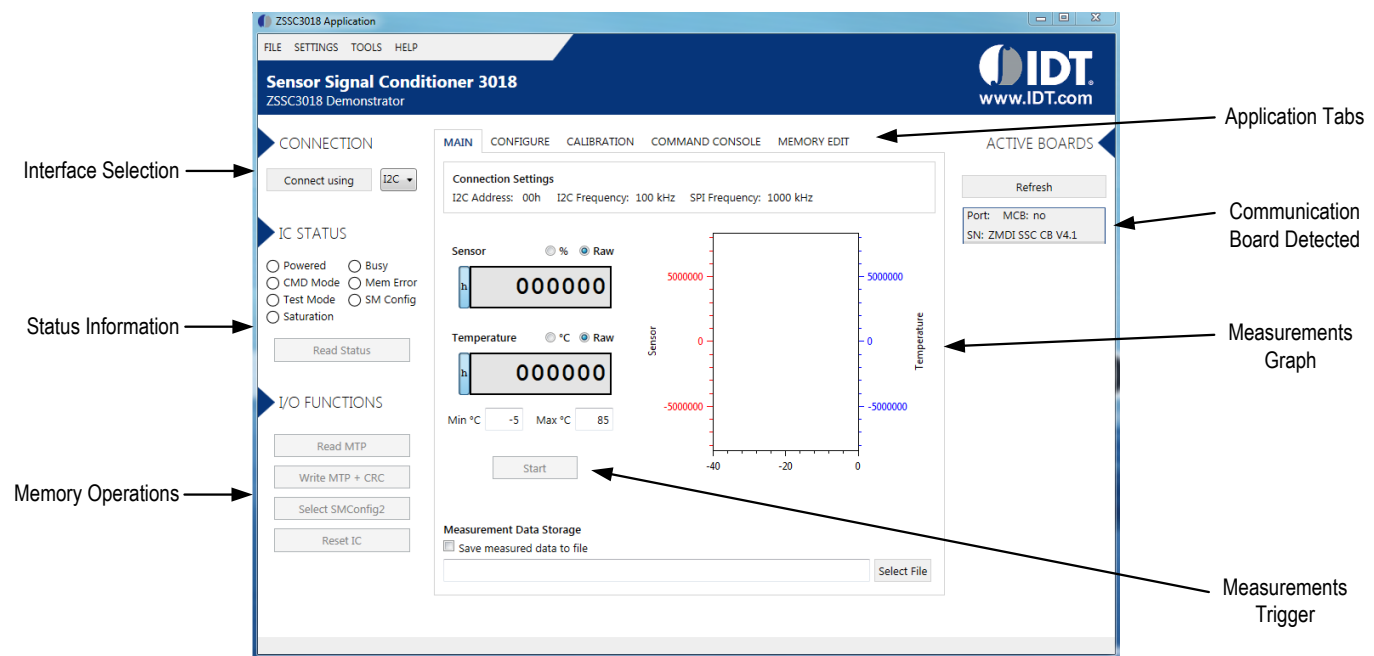 ZSSC3018 Application
FILE SETTINGS TOOLS HELP
Sensor Signal Conditioner 3018
ZSSC3018 Demonstrator
IDT.
www.IDT.com
Application Tabs
CONNECTION
MAIN CONFIGURE CALIBRATION COMMAND CONSOLE MEMORY EDIT
ACTIVE BOARDS
Interface Selection
Connect using I2C
Connection Settings
I2C Address: 00h I2C Frequency: 100 kHz SPI Frequency: 1000 kHz
Refresh
Port: MCB: no
SN: ZMDI SSC CB V4.1
Communication
Board Detected
IC STATUS
Powered Busy
CMD Mode Mem Error
Test Mode SM Config
Saturation
Status Information
Read Status
Sensor % Raw
h 000000
Temperature °C Raw
h 000000
Min °C -5 Max °C 85
Start
5000000
0
-5000000
Sensor
5000000
0
-5000000
Temperature
-40 -20 0
Measurements
Graph
I/O FUNCTIONS
Read MTP
Write MTP + CRC
Select SMConfig2
Reset IC
Memory Operations
Measurement Data Storage
Save measured data to file
Select File
Measurements
Trigger